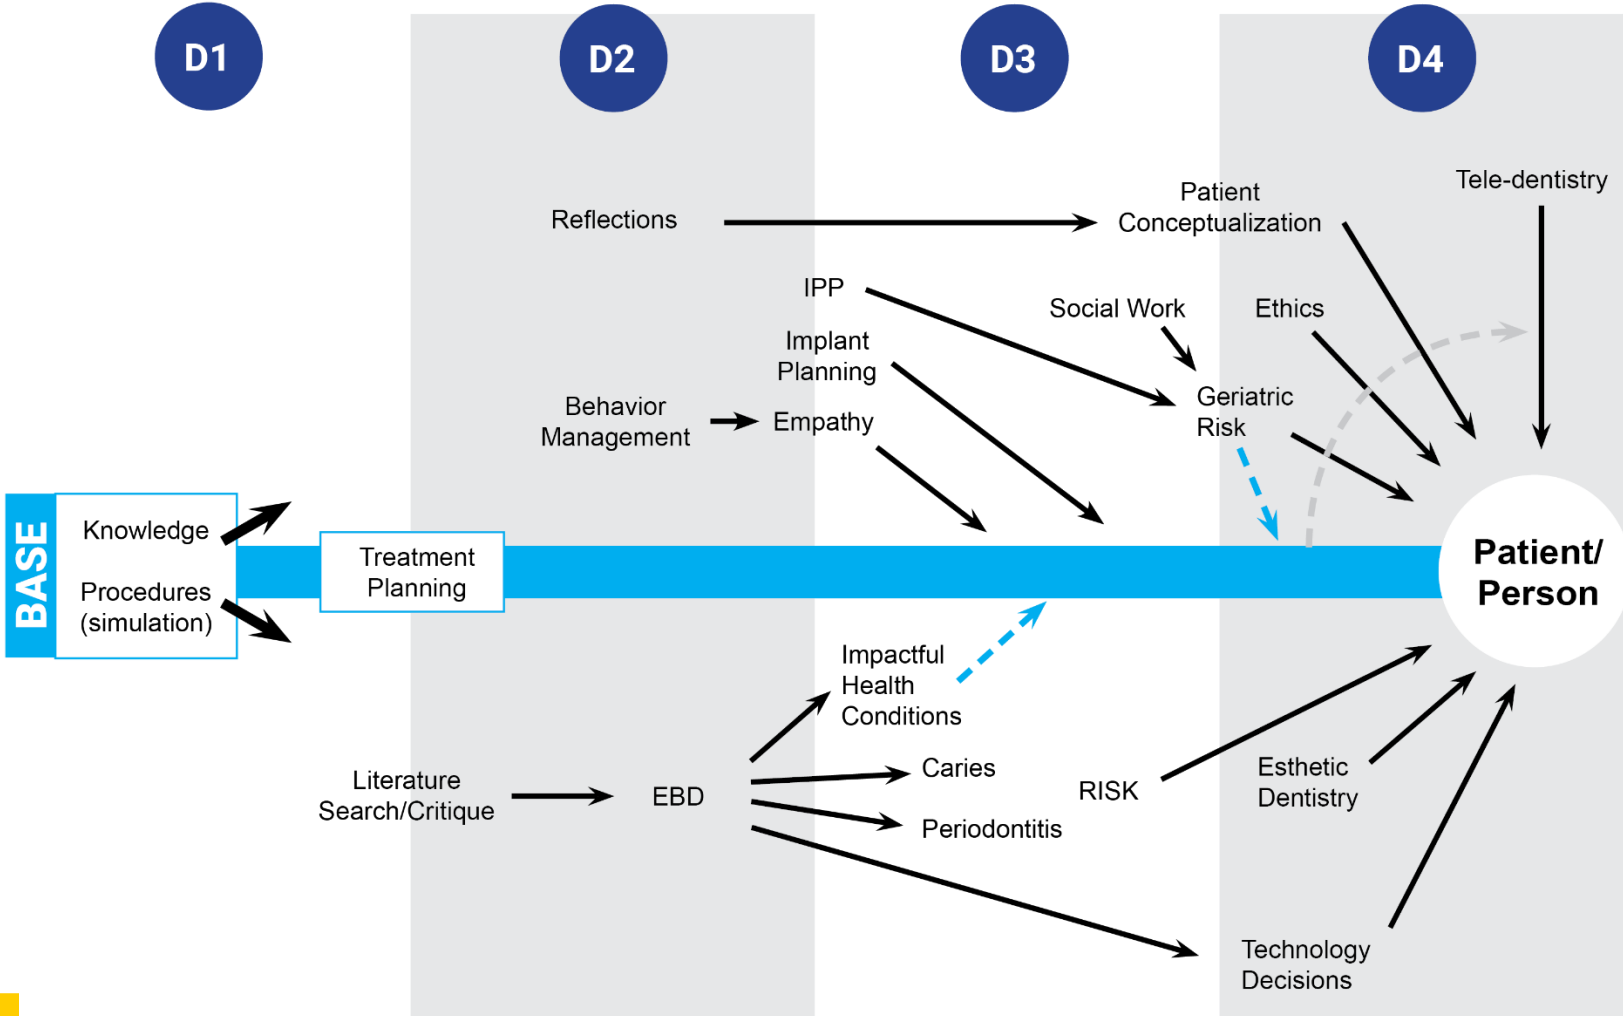 D1
D2
D3
D4
Tele-dentistry
Patient
Conceptualization
Reflections
IPP
Social Work
Ethics
Implant
Planning
Geriatric
Risk
Behavior
Management
Empathy
BASE
Knowledge
Procedures
(simulation)
Treatment
Planning
Patient/
Person
Impactful
Health
Conditions
Literature
Search/Critique
EBD
Caries
Periodontitis
RISK
Esthetic
Dentistry
Technology
Decisions